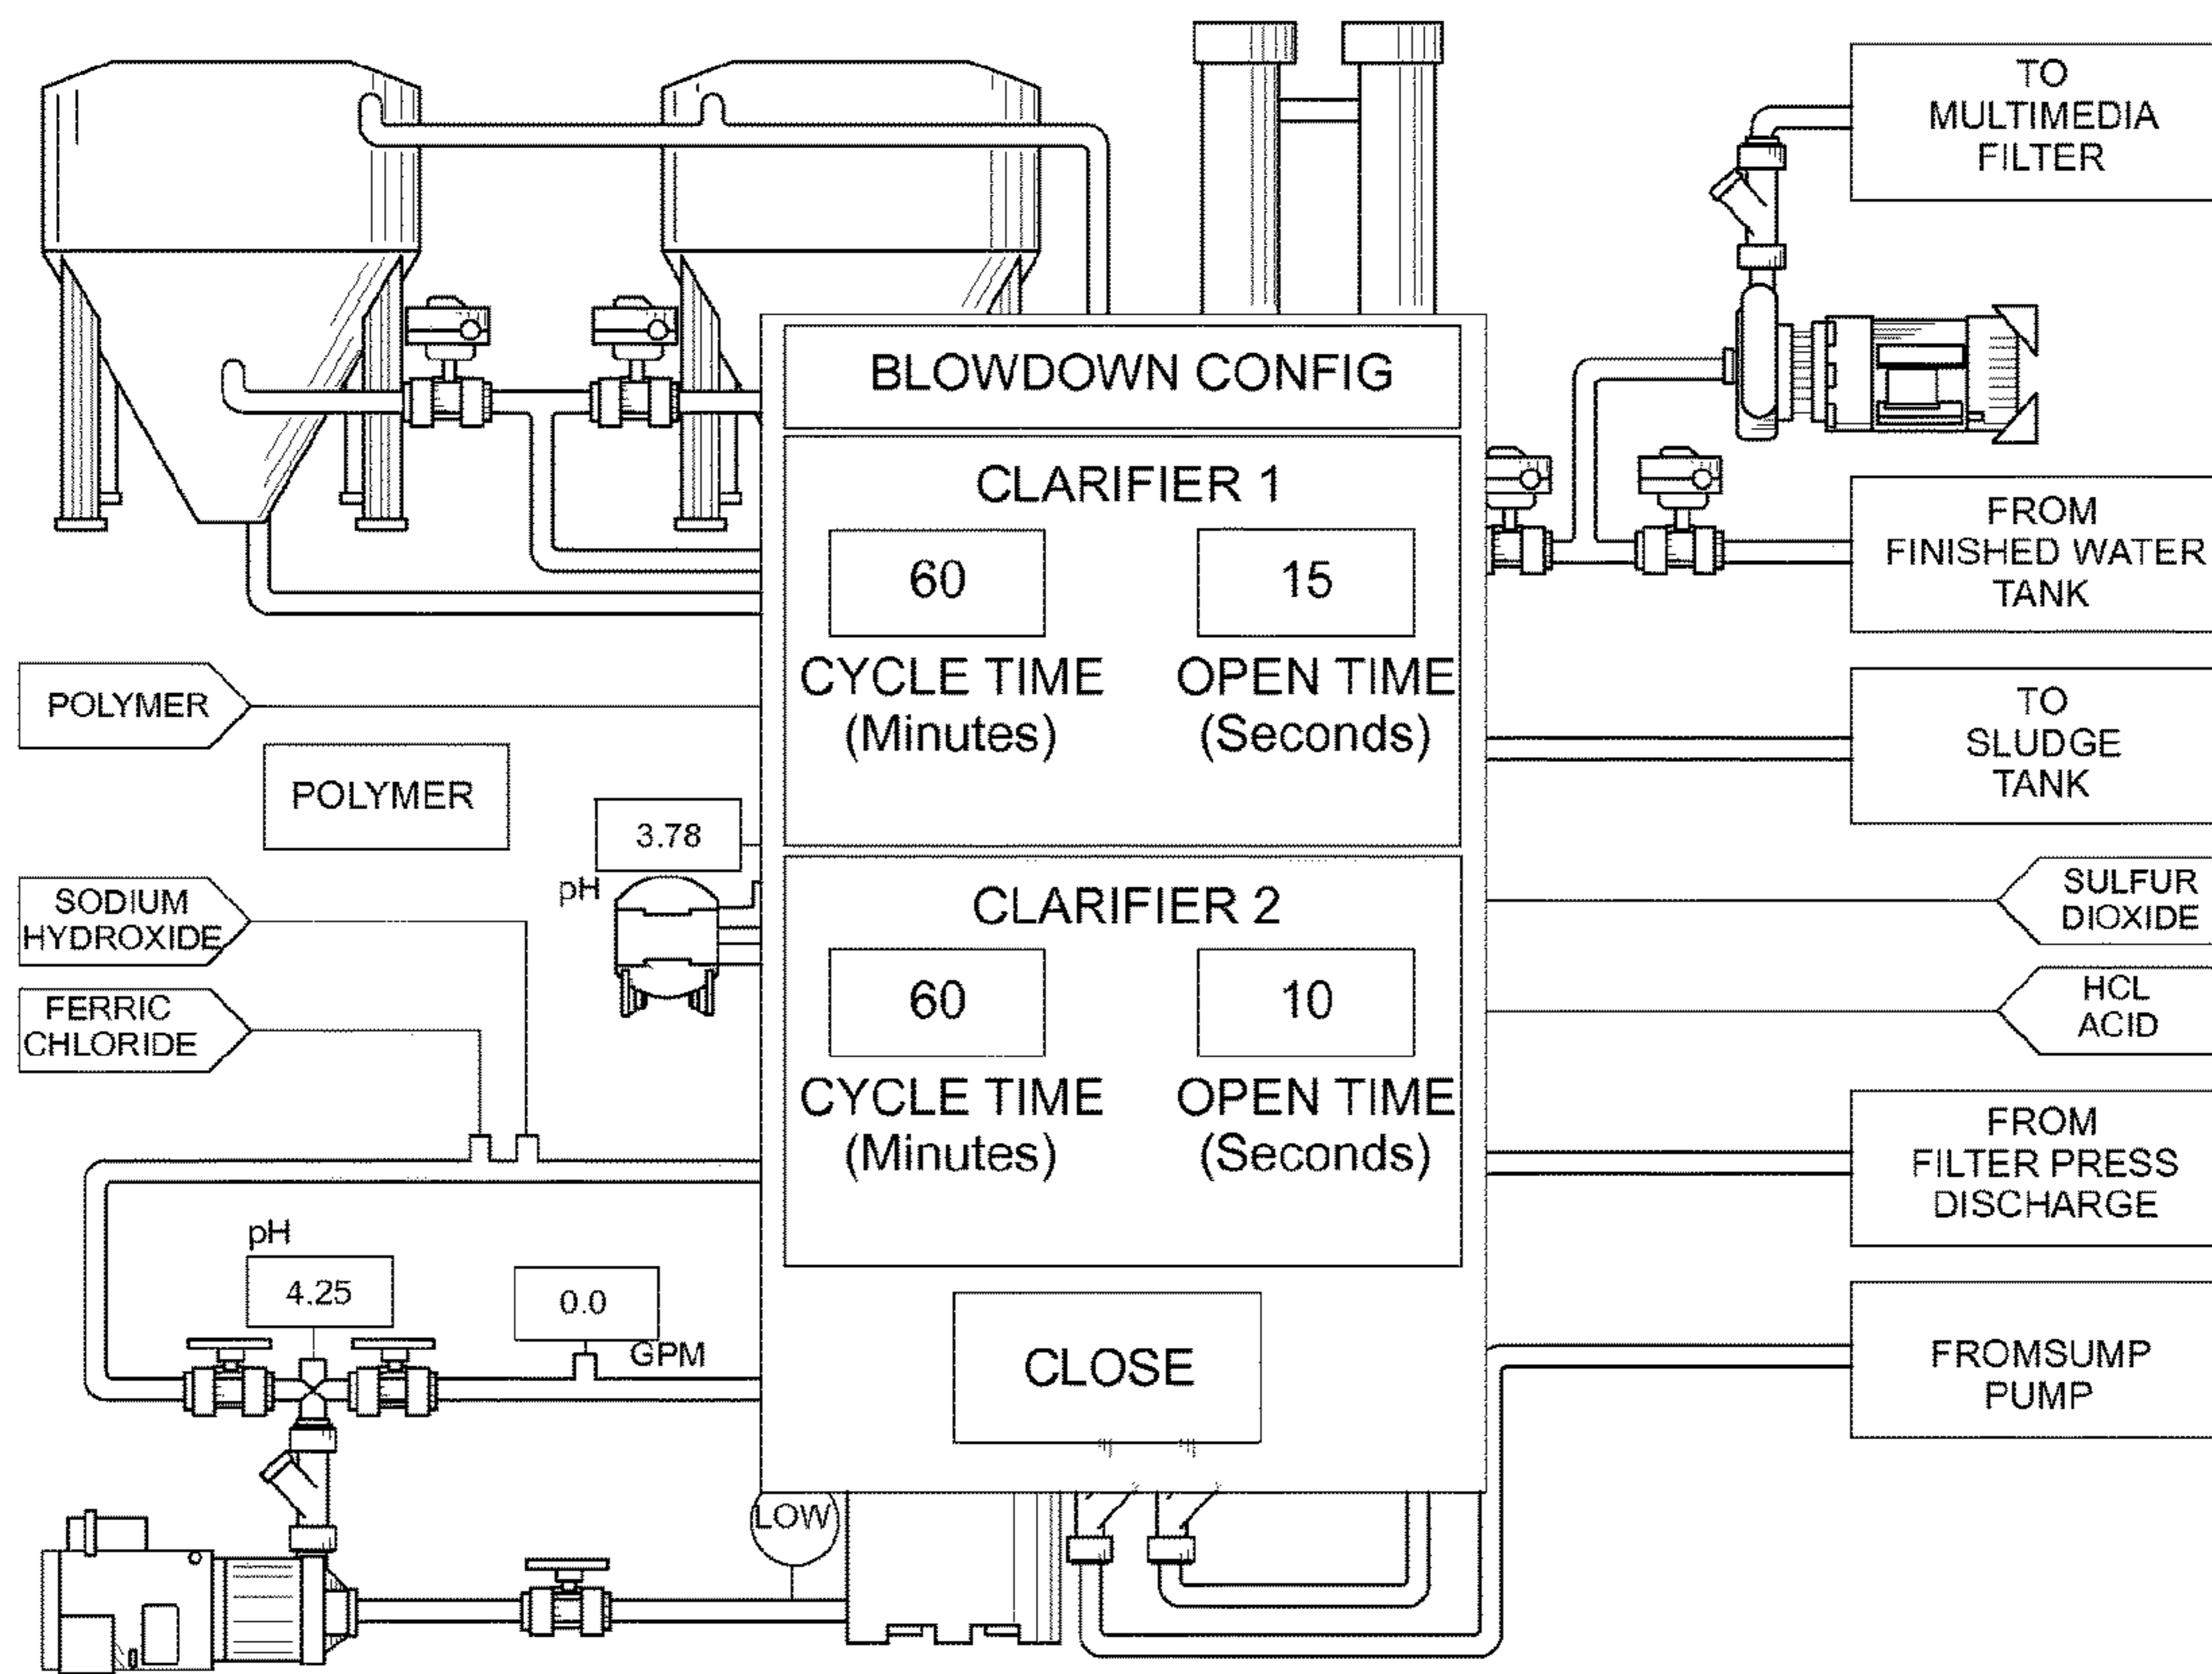 TO
MULTIMEDIA
FILTER
BLOWDOWN CONFIG
CLARIFIER 1
60
15
CYCLE TIME
(Minutes)
OPEN TIME
(Seconds)
CLARIFIER 2
60
10
CYCLE TIME
(Minutes)
OPEN TIME
(Seconds)
CLOSE
FROM
FINISHED WATER
TANK
TO
SLUDGE
TANK
SULFUR
DIOXIDE
HCL
ACID
FROM
FILTER PRESS
DISCHARGE
FROMSUMP
PUMP
POLYMER
POLYMER
3.78
pH
SODIUM
HYDROXIDE
FERRIC
CHLORIDE
pH
4.25
0.0
GPM
LOW